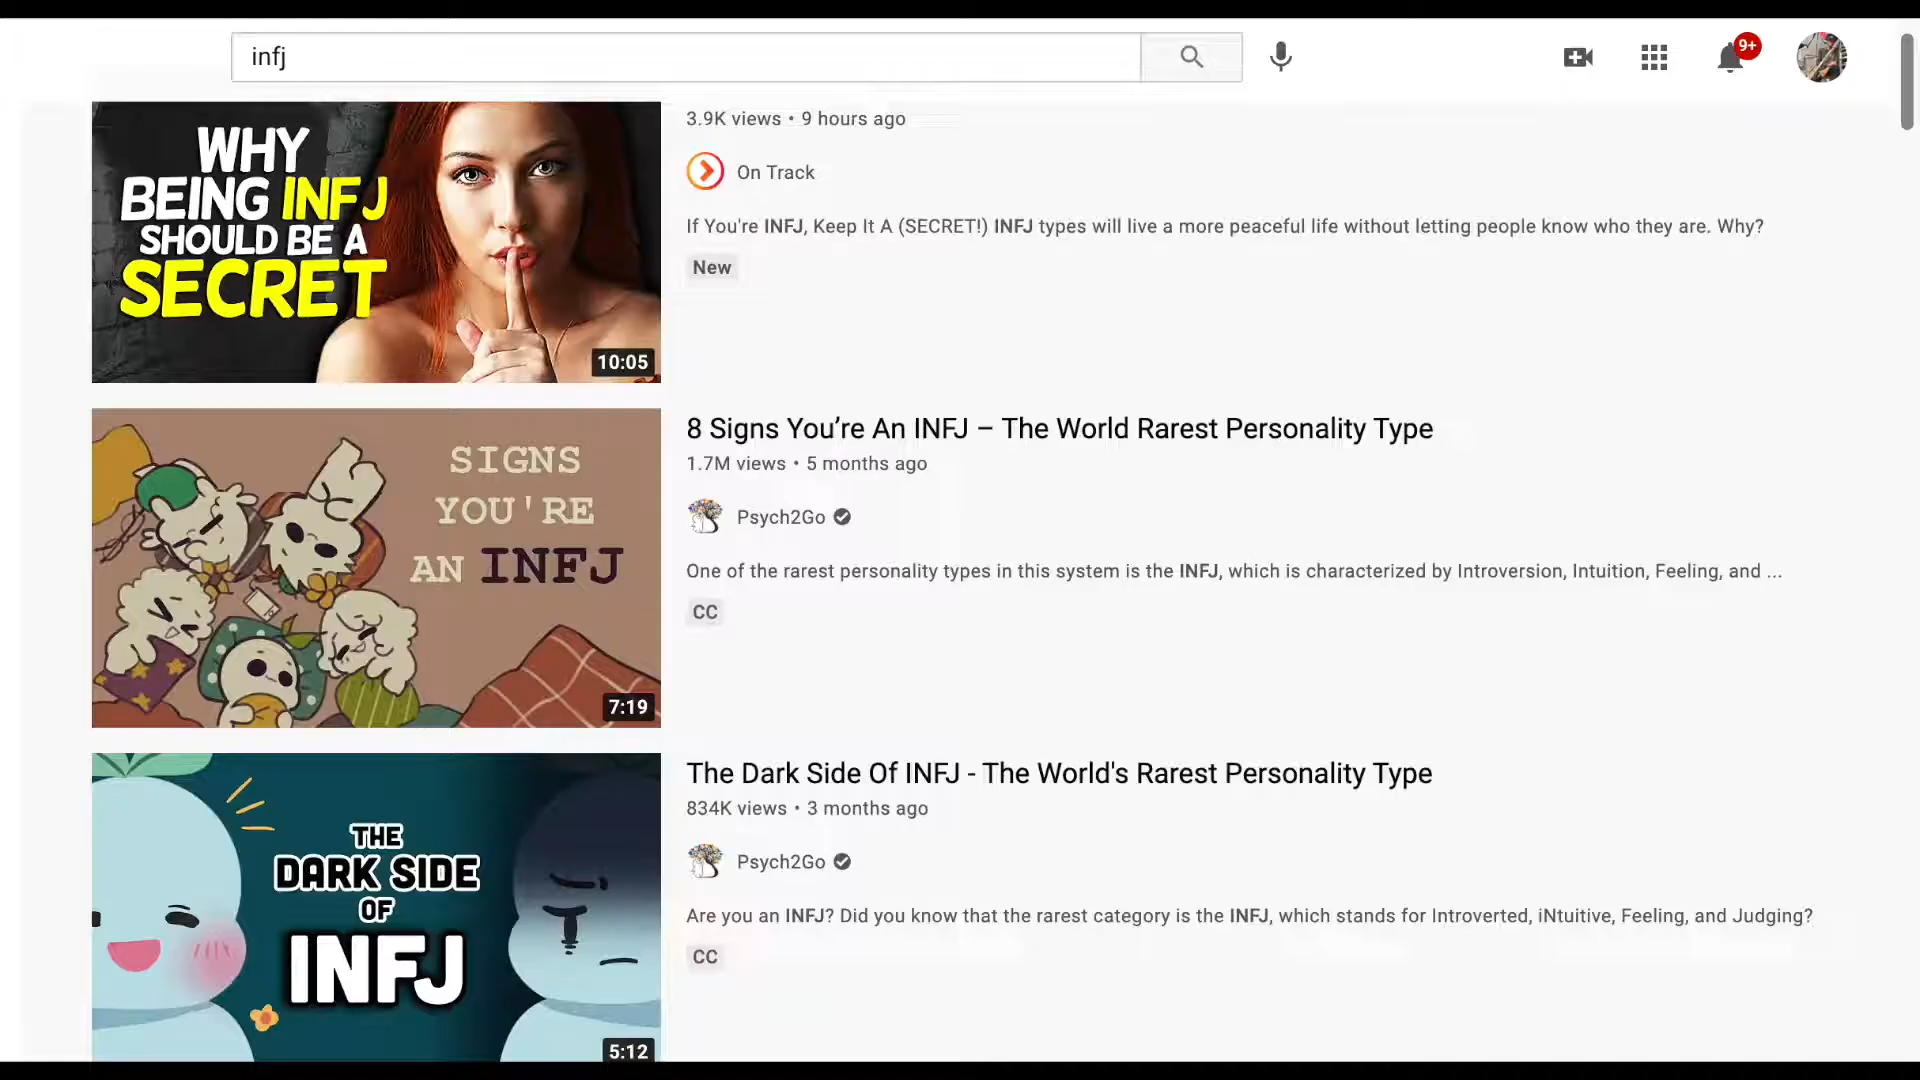 infj
9+
WHY
BEING INFJ
SHOULD BE A
SECRET
10:05
3.9K views • 9 hours ago
On Track
If You're INFJ, Keep It A (SECRET!) INFJ types will live a more peaceful life without letting people know who they are. Why?
New
SIGNS
YOU'RE
AN INFJ
7:19
8 Signs You’re An INFJ – The World Rarest Personality Type
1.7M views • 5 months ago
Psych2Go
One of the rarest personality types in this system is the INFJ, which is characterized by Introversion, Intuition, Feeling, and ...
CC
THE
DARK SIDE
OF
INFJ
5:12
The Dark Side Of INFJ - The World's Rarest Personality Type
834K views • 3 months ago
Psych2Go
Are you an INFJ? Did you know that the rarest category is the INFJ, which stands for Introverted, iNtuitive, Feeling, and Judging?
CC